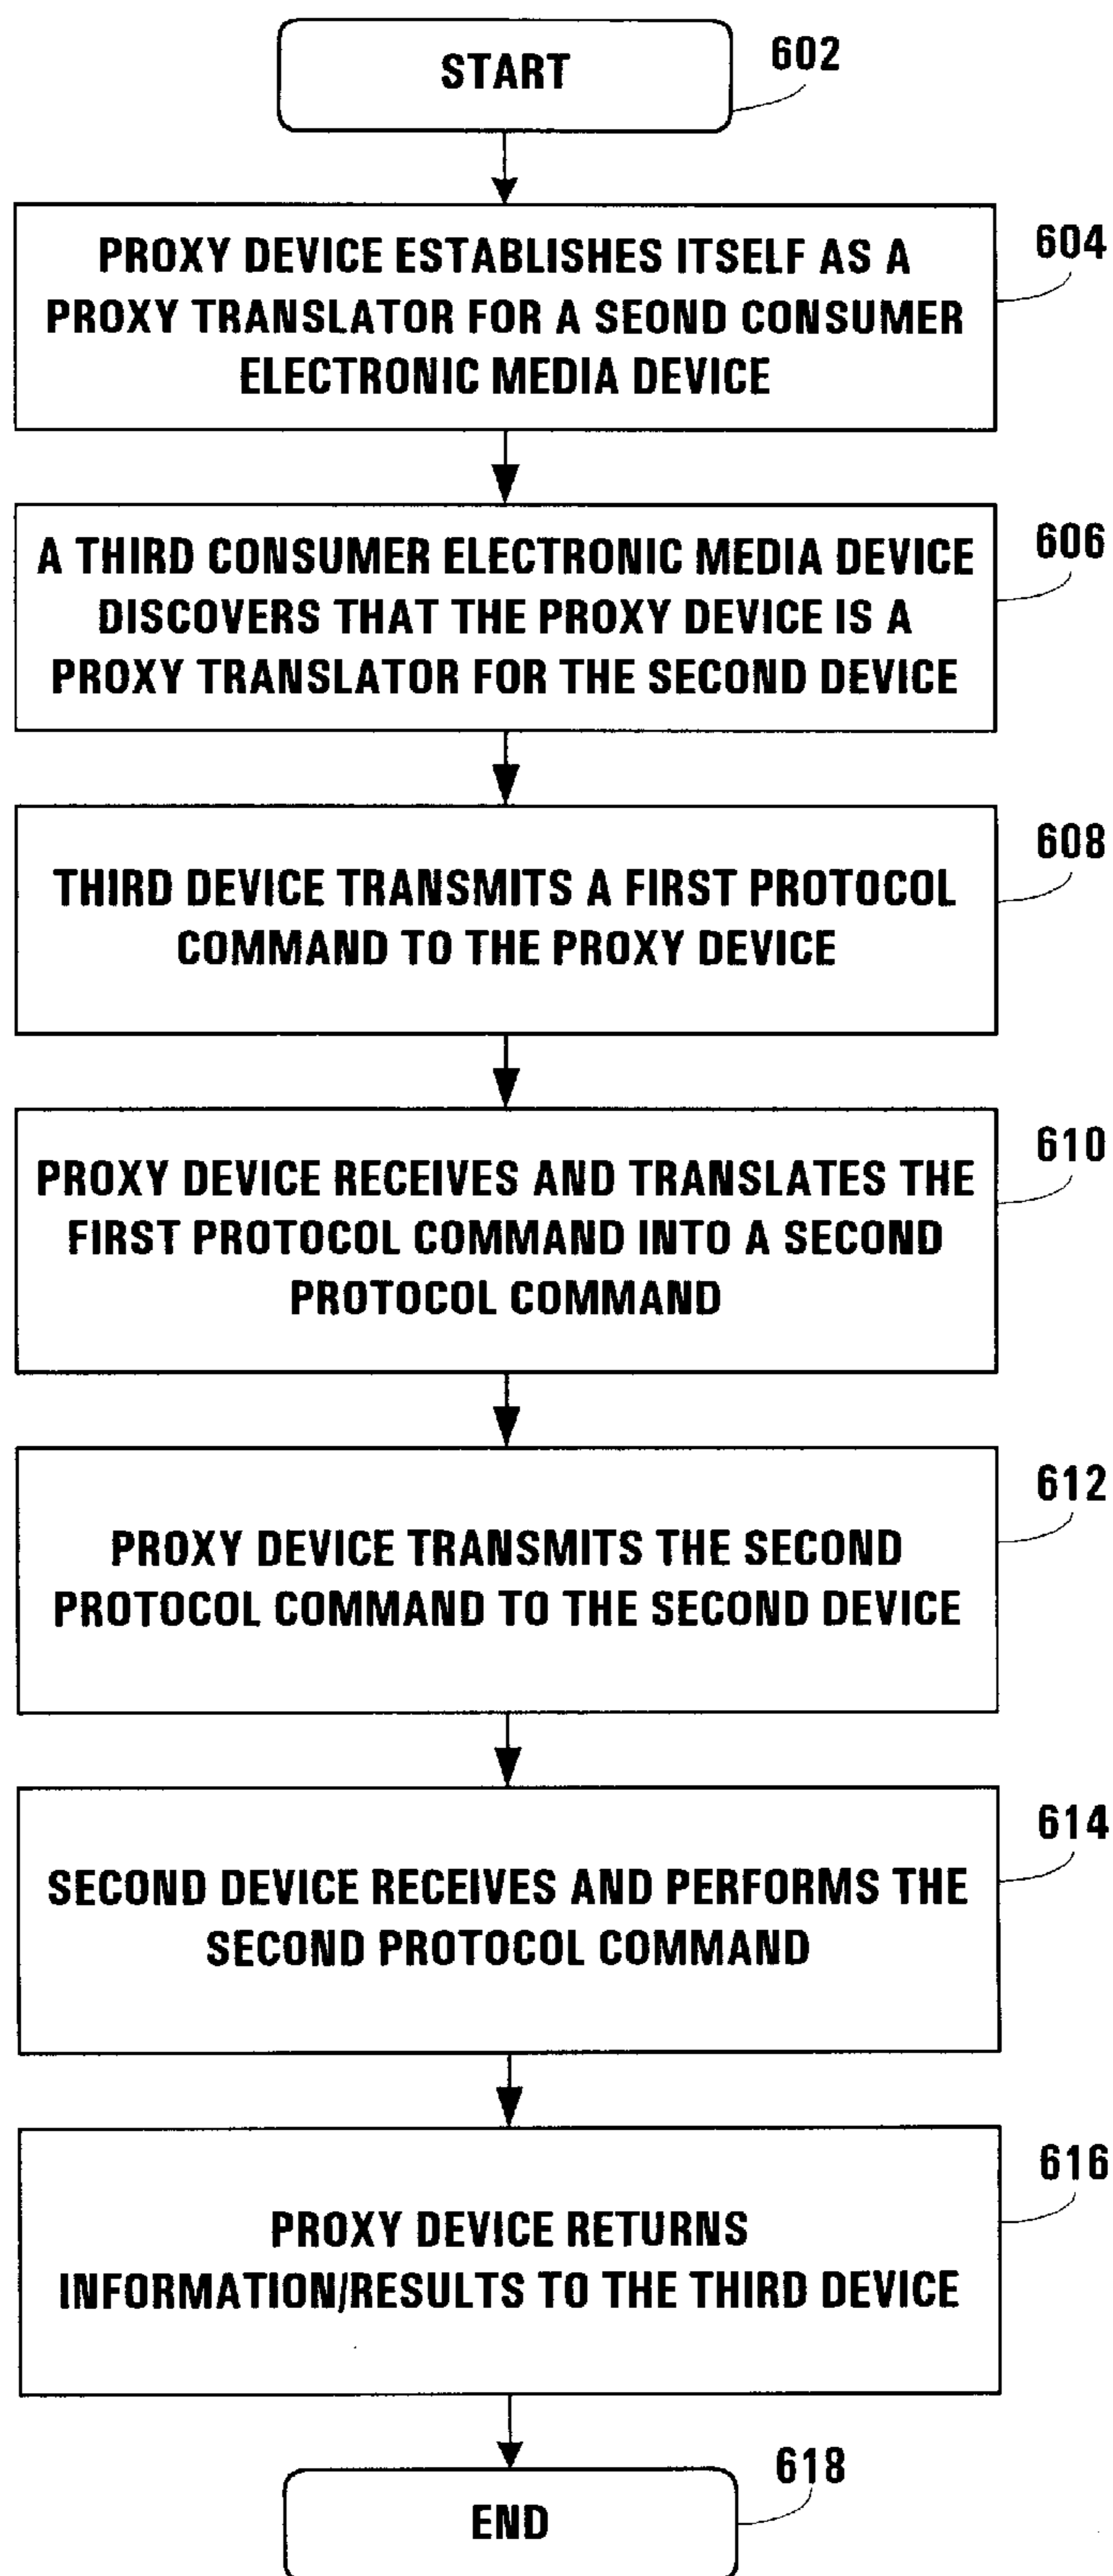 START
602
PROXY DEVICE ESTABLISHES ITSELF AS A
PROXY TRANSLATOR FOR A SEOND CONSUMER
ELECTRONIC MEDIA DEVICE
604
A THIRD CONSUMER ELECTRONIC MEDIA DEVICE
DISCOVERS THAT THE PROXY DEVICE IS A
PROXY TRANSLATOR FOR THE SECOND DEVICE
606
THIRD DEVICE TRANSMITS A FIRST PROTOCOL
COMMAND TO THE PROXY DEVICE
608
PROXY DEVICE RECEIVES AND TRANSLATES THE
FIRST PROTOCOL COMMAND INTO A SECOND
PROTOCOL COMMAND
610
PROXY DEVICE TRANSMITS THE SECOND
PROTOCOL COMMAND TO THE SECOND DEVICE
612
SECOND DEVICE RECEIVES AND PERFORMS THE
SECOND PROTOCOL COMMAND
614
PROXY DEVICE RETURNS
INFORMATION/RESULTS TO THE THIRD DEVICE
616
END
618